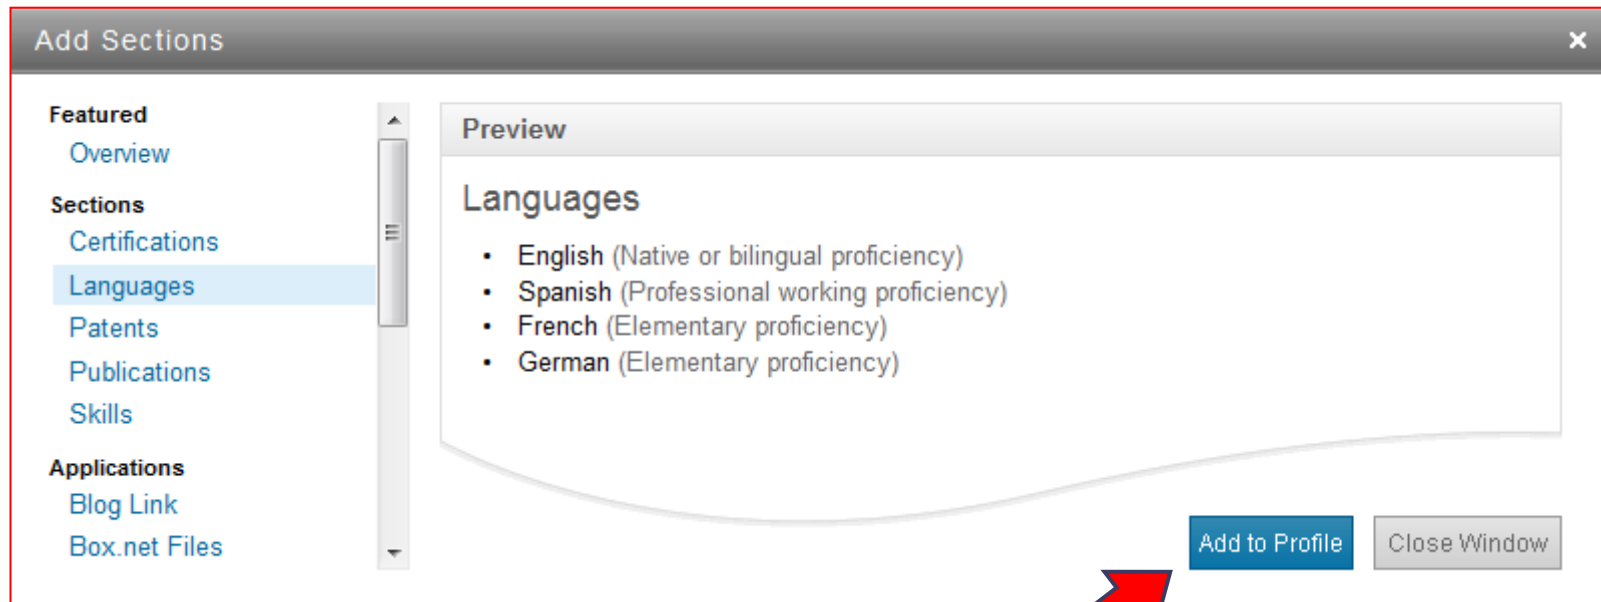 Add Sections
Featured
Overview
Sections
Certifications
Languages
Patents
Publications
Skills
Applications
Blog Link
Box.net Files
Preview
Languages
• English (Native or bilingual proficiency)
• Spanish (Professional working proficiency)
• French (Elementary proficiency)
• German (Elementary proficiency)
Add to Profile
Close Window